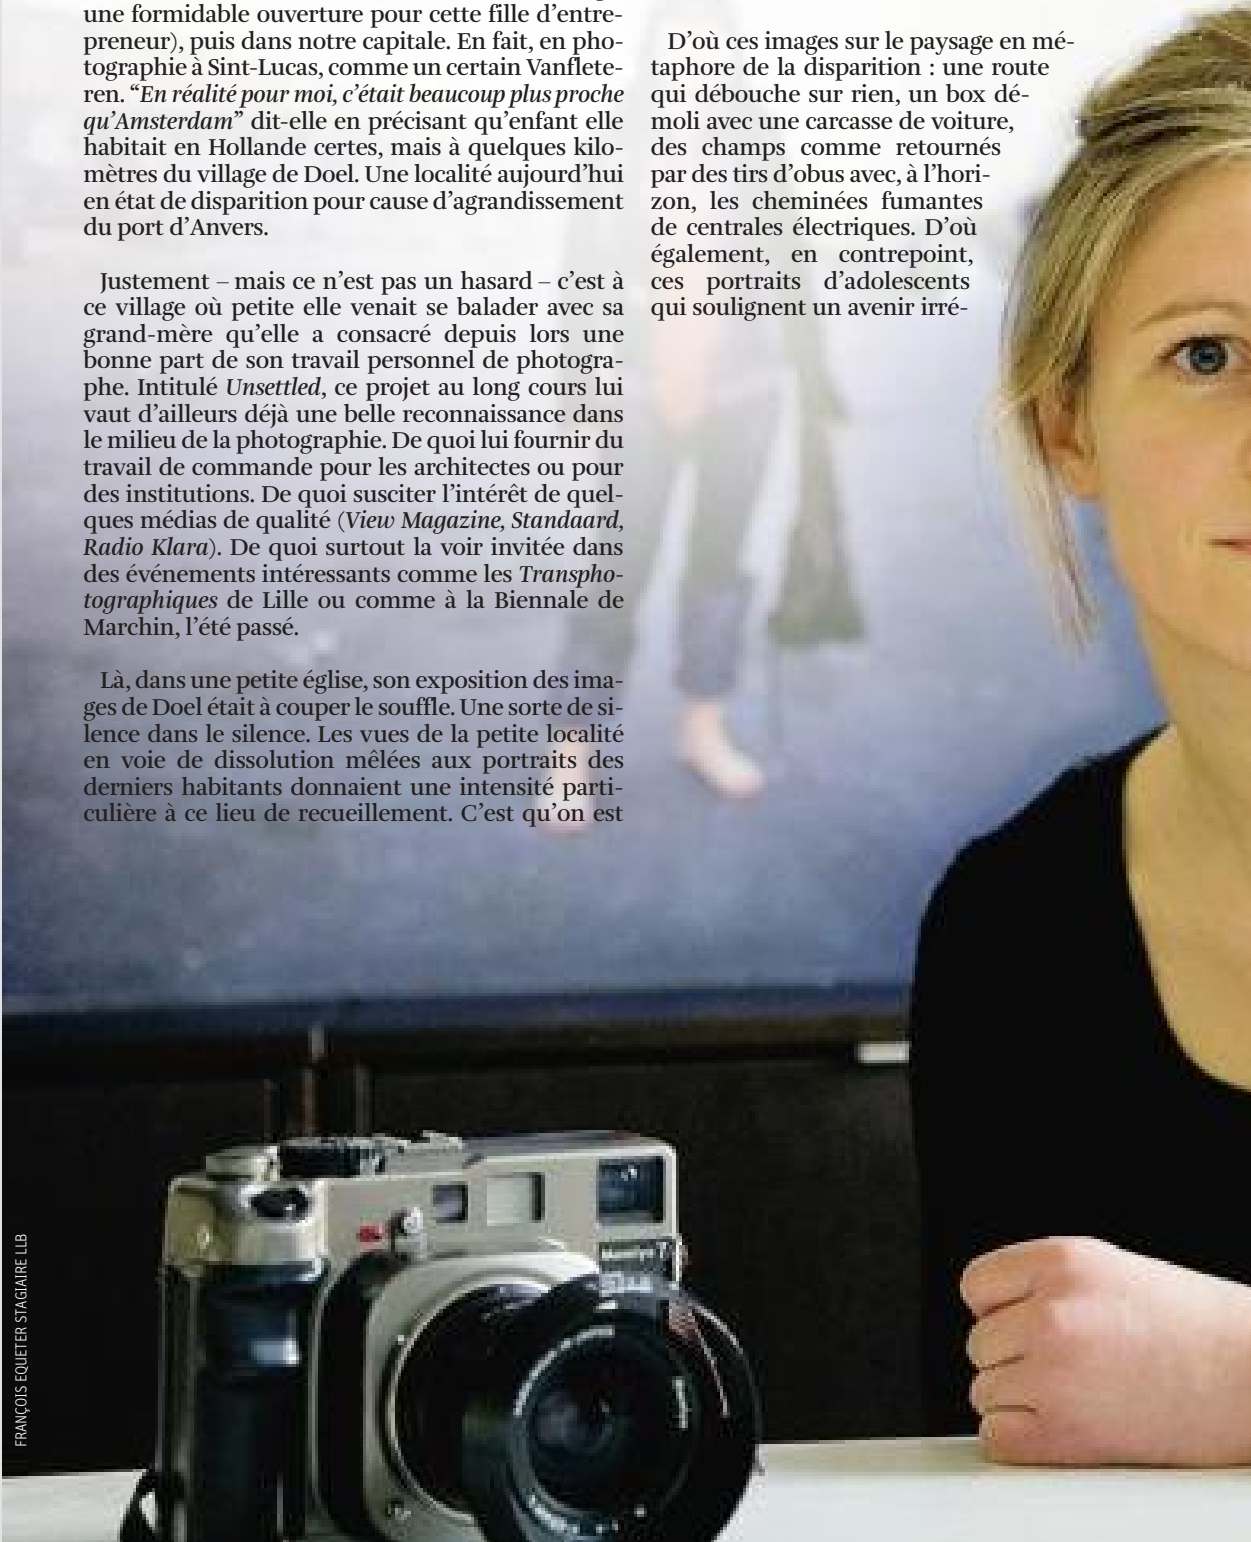 une formidable ouverture pour cette fille d’entre-
preneur), puis dans notre capitale. En fait, en pho-
tographie à Sint-Lucas, comme un certain Vanflete-
ren. “En réalité pour moi, c’était beaucoup plus proche
qu’Amsterdam” dit-elle en précisant qu’enfant elle
habitait en Hollande certes, mais à quelques kilo-
mètres du village de Doel. Une localité aujourd’hui
en état de disparition pour cause d’agrandissement
du port d’Anvers.
Justement – mais ce n’est pas un hasard – c’est à
ce village où petite elle venait se balader avec sa
grand-mère qu’elle a consacré depuis lors une
bonne part de son travail personnel de photogra-
phe. Intitulé Unsettled, ce projet au long cours lui
vaut d’ailleurs déjà une belle reconnaissance dans
le milieu de la photographie. De quoi lui fournir du
travail de commande pour les architectes ou pour
des institutions. De quoi susciter l’intérêt de quel-
ques médias de qualité (View Magazine, Standaard,
Radio Klara). De quoi surtout la voir invitée dans
des événements intéressants comme les Transpho-
tographiques de Lille ou comme à la Biennale de
Marchin, l’été passé.
Là, dans une petite église, son exposition des ima-
ges de Doel était à couper le souffle. Une sorte de si-
lence dans le silence. Les vues de la petite localité
en voie de dissolution mêlées aux portraits des
derniers habitants donnaient une intensité parti-
culière à ce lieu de recueillement. C’est qu’on est
D’où ces images sur le paysage en mé-
taphore de la disparition : une route
qui débouche sur rien, un box dé-
moli avec une carcasse de voiture,
des champs comme retournés
par des tirs d’obus avec, à l’hori-
zon, les cheminées fumantes
de centrales électriques. D’où
également, en contrepoint,
ces portraits d’adolescents
qui soulignent un avenir irré-
FRANÇOIS EQUETER STAGIAIRE LLB
Mamiya 7